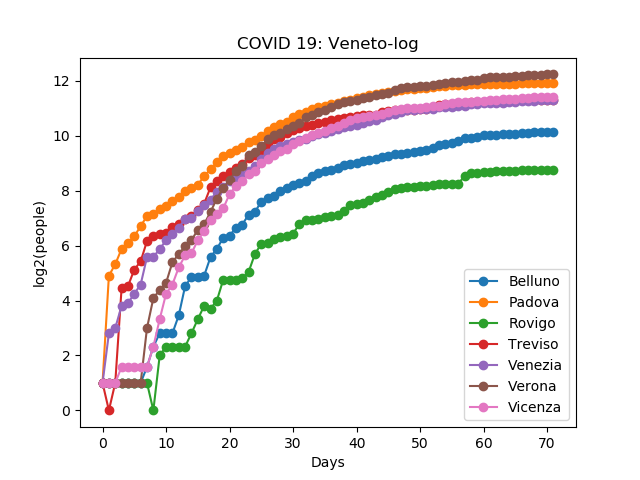 COVID 19: Veneto-log
log2(people)
12
10
8
6
4
2
0
0 10 20 30 40 50 60 70
Days
Belluno
Padova
Rovigo
Treviso
Venezia
Verona
Vicenza